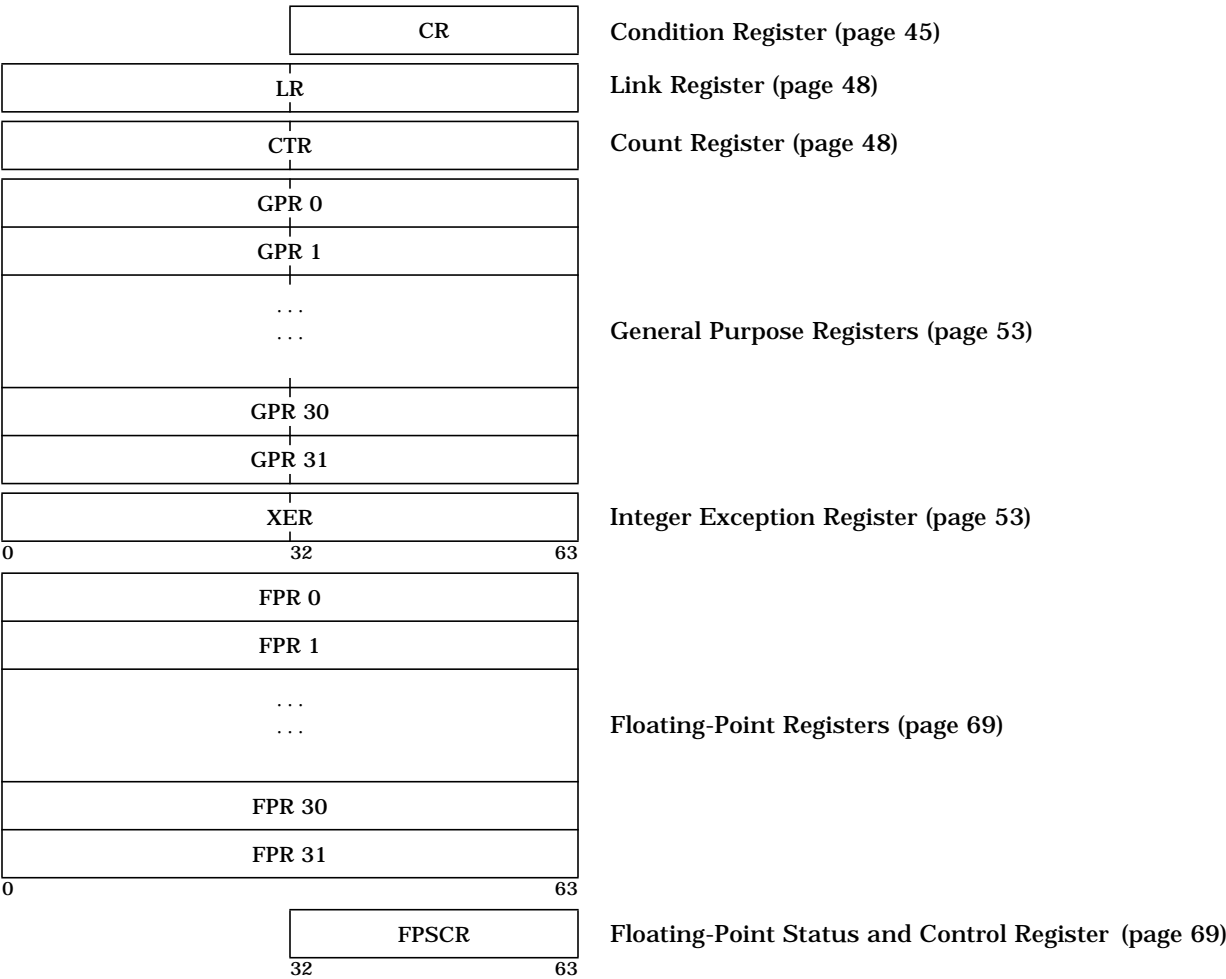 CR Condition Register (page 45)
LR Link Register (page 48)
CTR Count Register (page 48)
GPR 0
GPR 1
. . .
. . .
General Purpose Registers (page 53)
GPR 30
GPR 31
XER Integer Exception Register (page 53)
0 32 63
FPR 0
FPR 1
. . .
. . .
Floating-Point Registers (page 69)
FPR 30
FPR 31
0 63
FPSCR Floating-Point Status and Control Register (page 69)
32 63